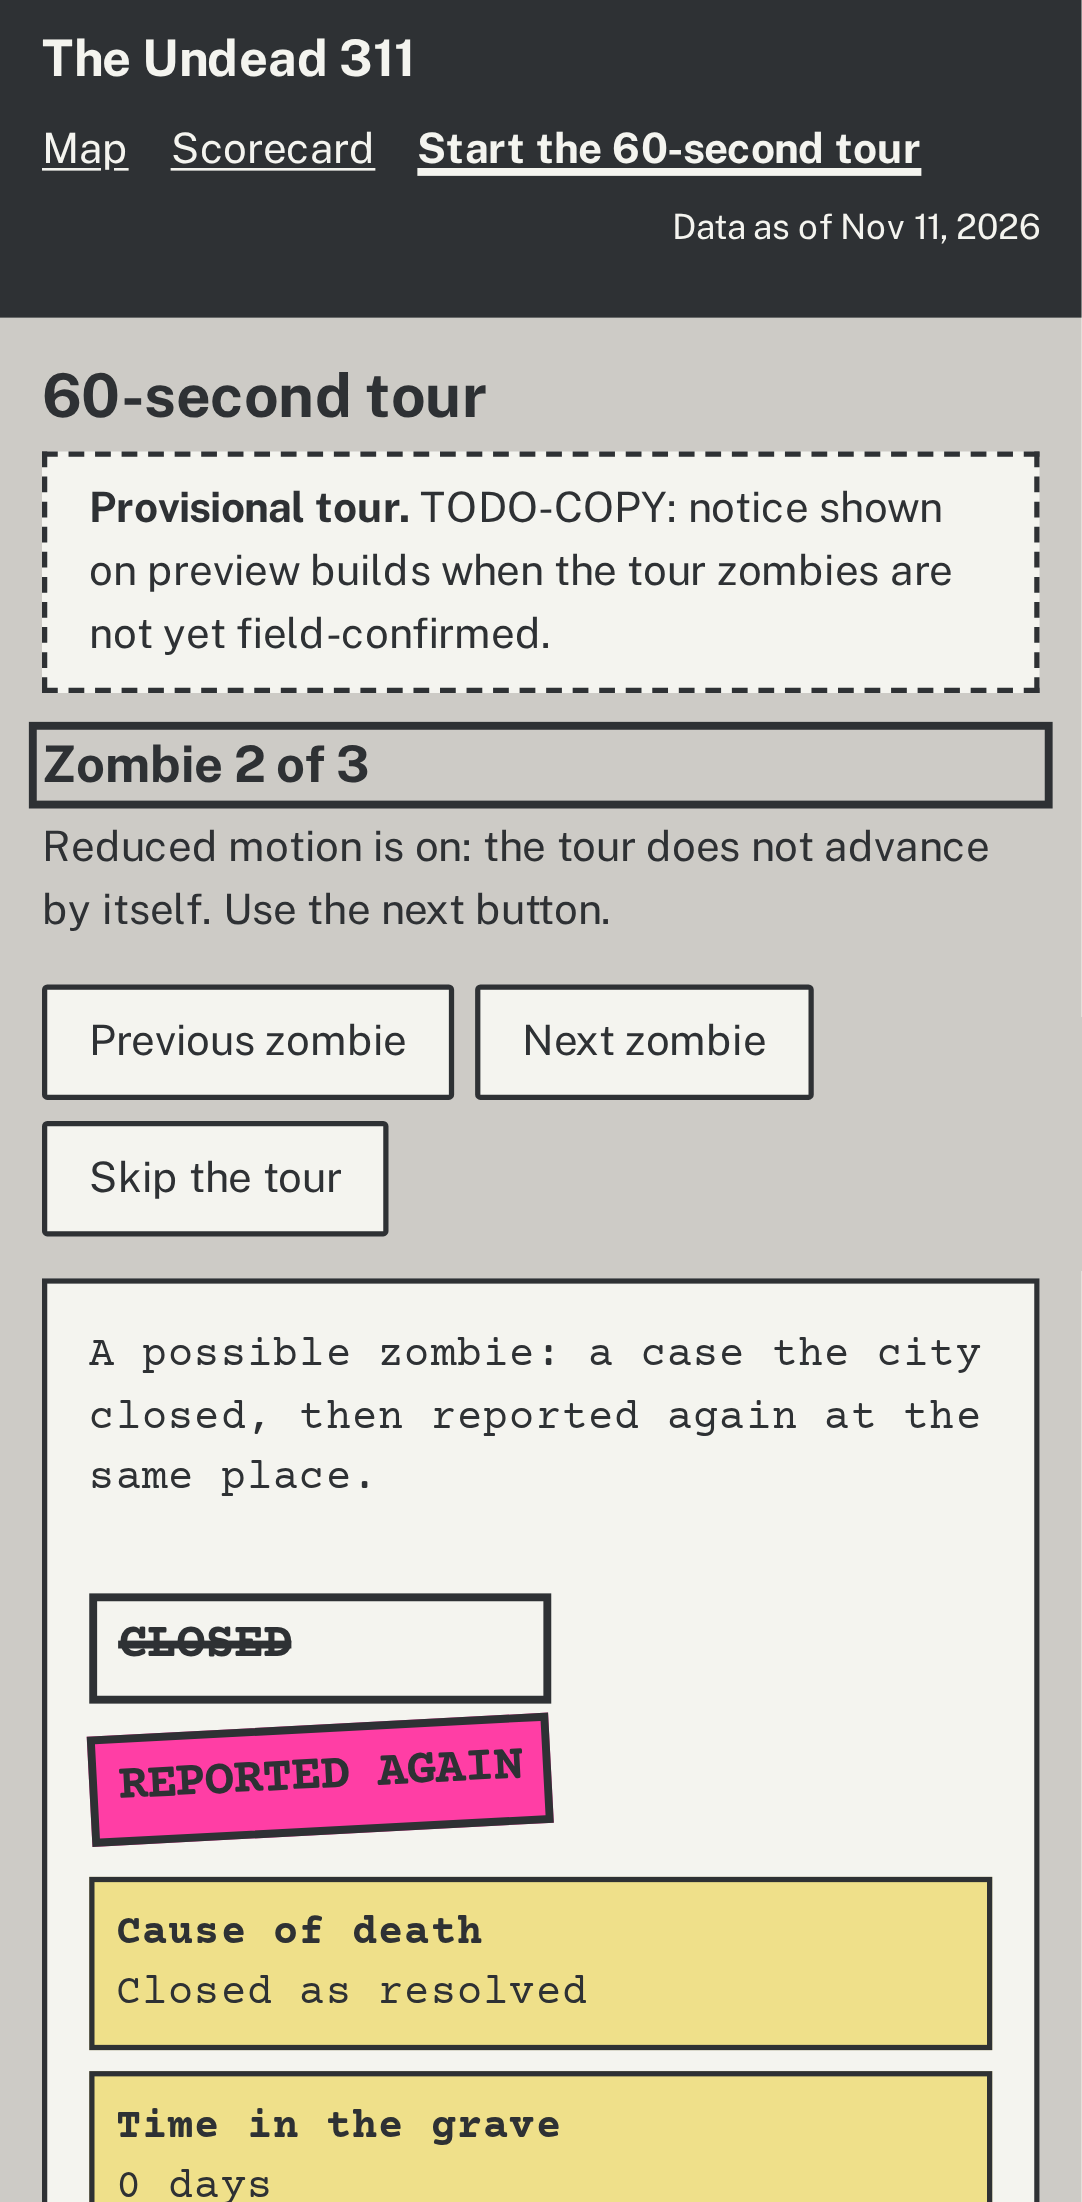 The Undead 311
Map Scorecard Start the 60-second tour
Data as of Nov 11, 2026
60-second tour
Provisional tour. TODO-COPY: notice shown
on preview builds when the tour zombies are
not yet field-confirmed.
Zombie 2 of 3
Reduced motion is on: the tour does not advance
by itself. Use the next button.
Previous zombie Next zombie
Skip the tour
A possible zombie: a case the city
closed, then reported again at the
same place.
CLOSED
REPORTED AGAIN
Cause of death
Closed as resolved
Time in the grave
0 days